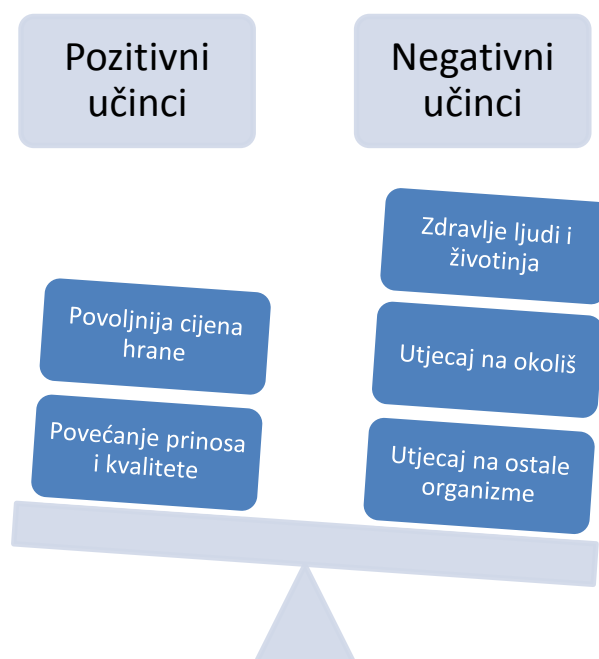 Pozitivni
učinci
Negativni
učinci
Povoljnija cijena
hrane
Povećanje prinosa
i kvalitete
Zdravlje ljudi i
životinja
Utjecaj na okoliš
Utjecaj na ostale
organizme